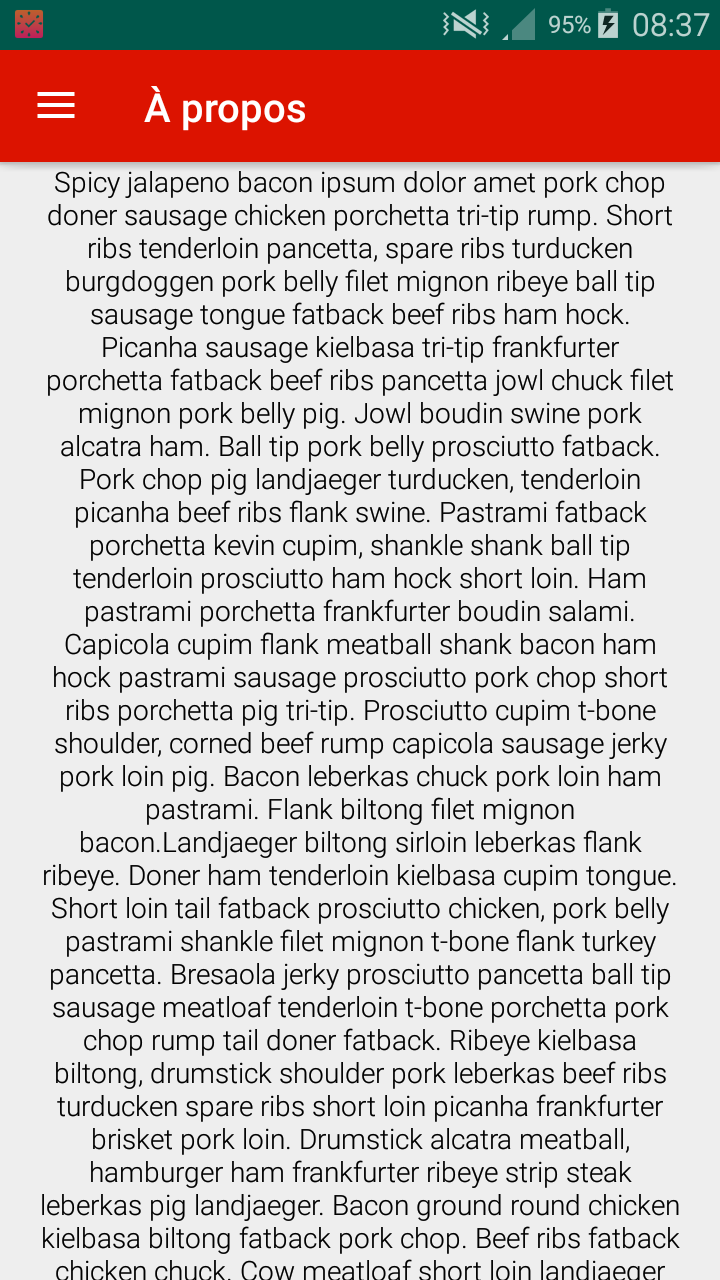 95% 08:37
À propos
Spicy jalapeno bacon ipsum dolor amet pork chop
doner sausage chicken porchetta tri-tip rump. Short
ribs tenderloin pancetta, spare ribs turducken
burgdoggen pork belly filet mignon ribeye ball tip
sausage tongue fatback beef ribs ham hock.
Picanha sausage kielbasa tri-tip frankfurter
porchetta fatback beef ribs pancetta jowl chuck filet
mignon pork belly pig. Jowl boudin swine pork
alcatra ham. Ball tip pork belly prosciutto fatback.
Pork chop pig landjaeger turducken, tenderloin
picanha beef ribs flank swine. Pastrami fatback
porchetta kevin cupim, shankle shank ball tip
tenderloin prosciutto ham hock short loin. Ham
pastrami porchetta frankfurter boudin salami.
Capicola cupim flank meatball shank bacon ham
hock pastrami sausage prosciutto pork chop short
ribs porchetta pig tri-tip. Prosciutto cupim t-bone
shoulder, corned beef rump capicola sausage jerky
pork loin pig. Bacon leberkas chuck pork loin ham
pastrami. Flank biltong filet mignon
bacon.Landjaeger biltong sirloin leberkas flank
ribeye. Doner ham tenderloin kielbasa cupim tongue.
Short loin tail fatback prosciutto chicken, pork belly
pastrami shankle filet mignon t-bone flank turkey
pancetta. Bresaola jerky prosciutto pancetta ball tip
sausage meatloaf tenderloin t-bone porchetta pork
chop rump tail doner fatback. Ribeye kielbasa
biltong, drumstick shoulder pork leberkas beef ribs
turducken spare ribs short loin picanha frankfurter
brisket pork loin. Drumstick alcatra meatball,
hamburger ham frankfurter ribeye strip steak
leberkas pig landjaeger. Bacon ground round chicken
kielbasa biltong fatback pork chop. Beef ribs fatback
chicken chuck. Cow meatloaf short loin landjaeger